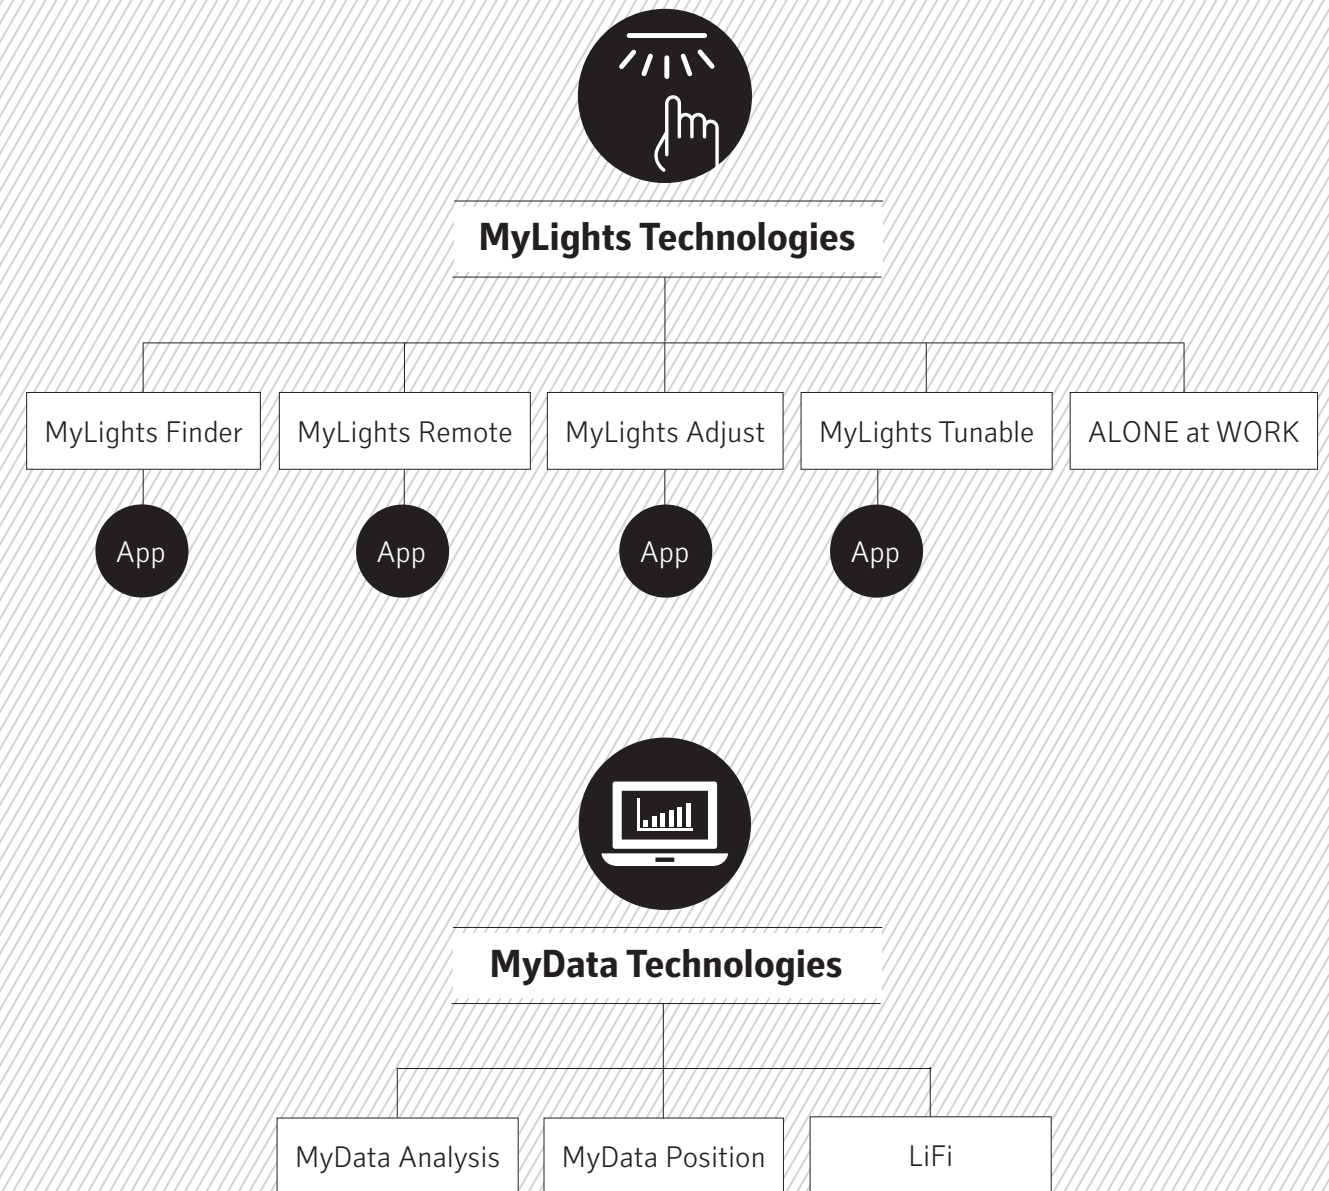 MyLights Technologies
MyLights Finder
MyLights Remote
MyLights Adjust
MyLights Tunable
ALONE at WORK
App
App
App
App
MyData Technologies
MyData Analysis
MyData Position
LiFi